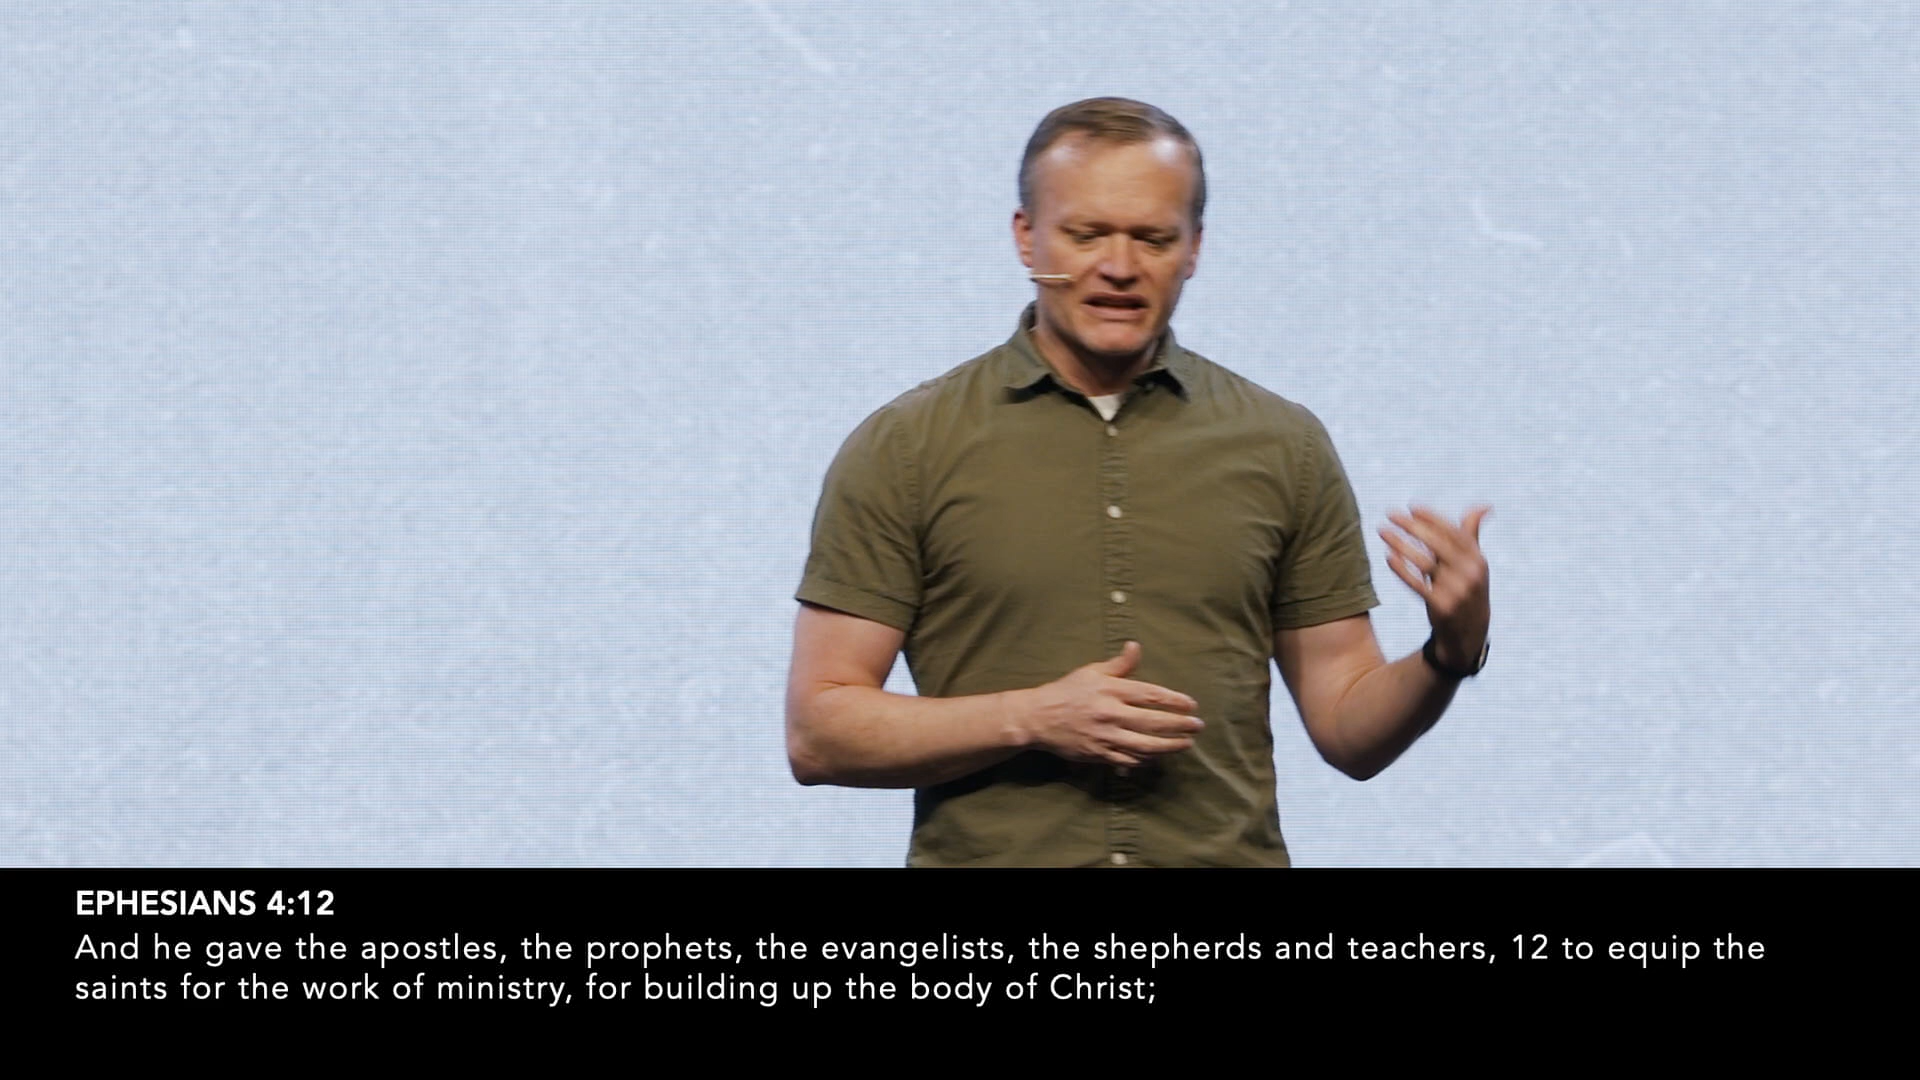 EPHESIANS 4:12
And he gave the apostles, the prophets, the evangelists, the shepherds and teachers, 12 to equip the
saints for the work of ministry, for building up the body of Christ;